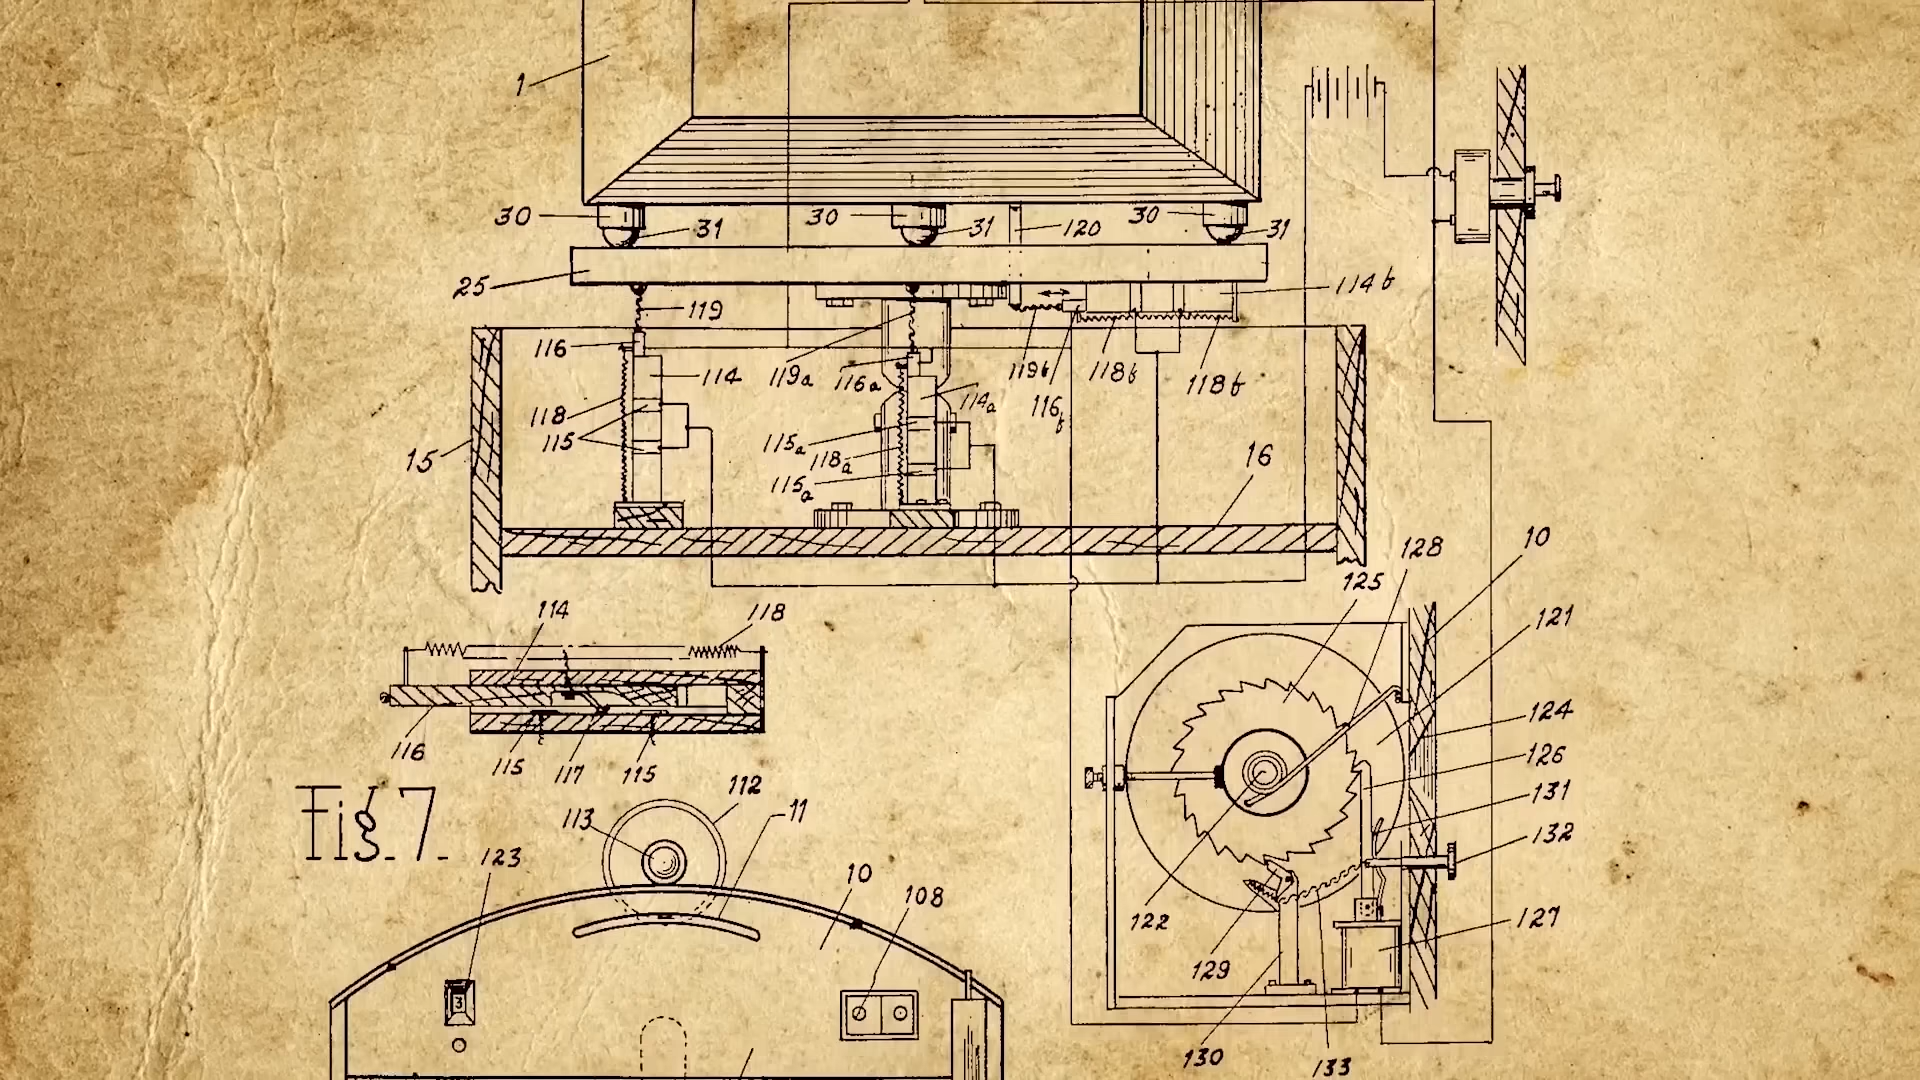 1
30 31 30 31 120 30 31
25 119 114b
116 114 119a 116a 119b 118b 118b
118 114a 116b
115 115a
15 118a 16
115a
128 10
125
114 118 121
124
116 115 117 115 126
112 131
Fig. 7. 113 11 132
123 10 108
122 127
129
3
130 133